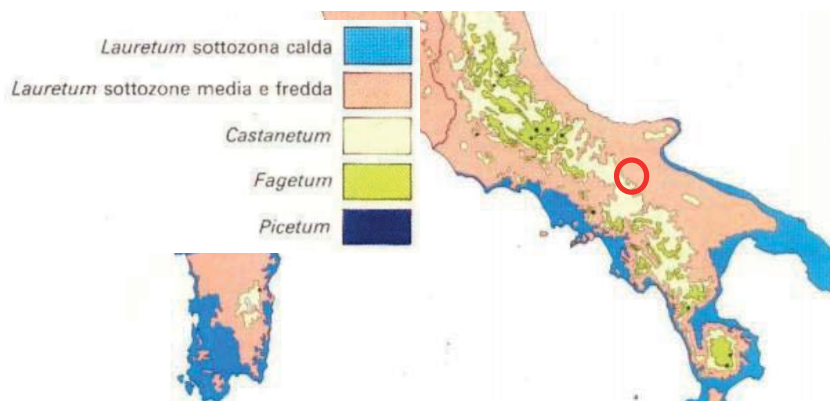 Lauretum sottozona calda
Lauretum sottozone media e fredda
Castanetum
Fagetum
Picetum